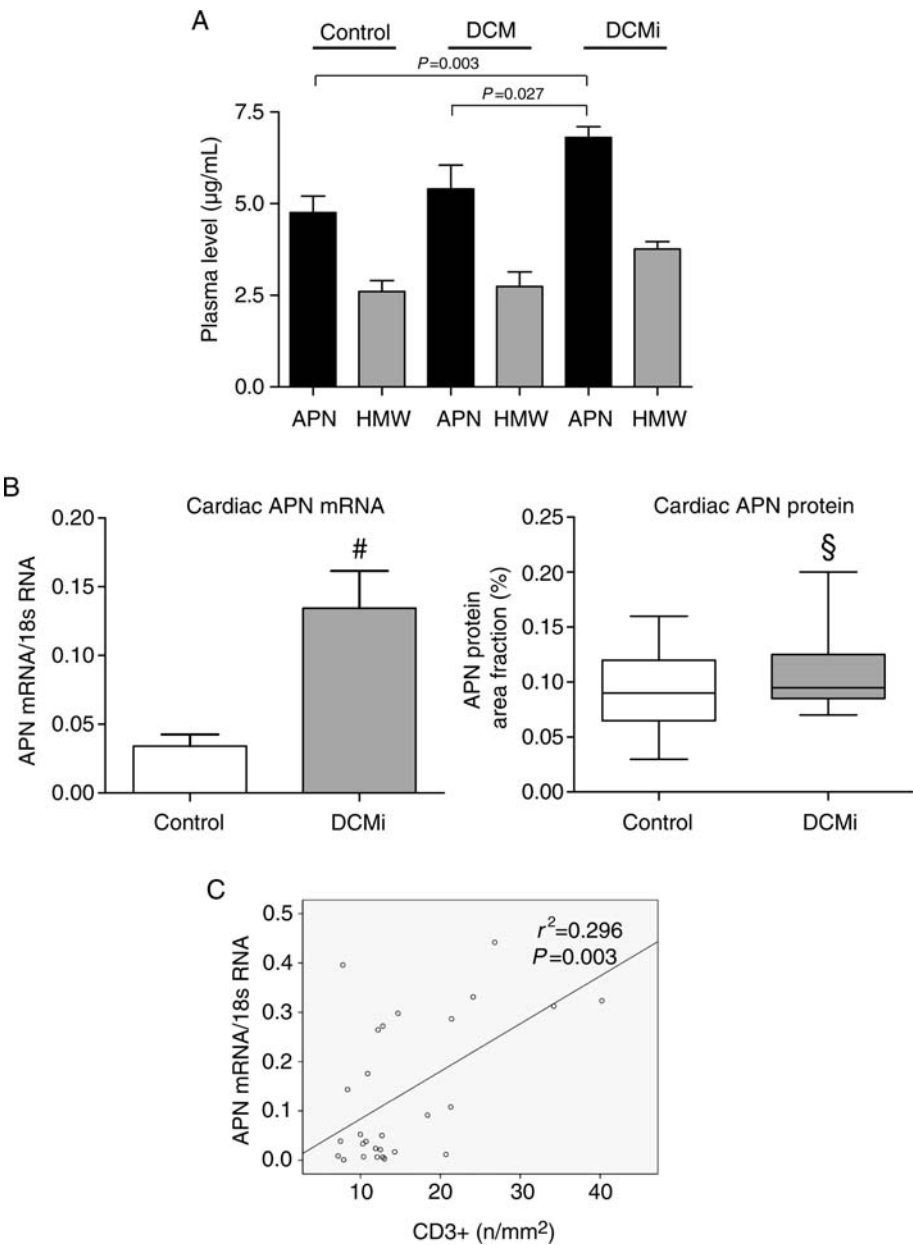 A
Control DCM DCMi
P=0.003
P=0.027
Plasma level (µg/mL)
7.5
5.0
2.5
0.0
APN HMW APN HMW APN HMW
B
Cardiac APN mRNA
APN mRNA/18s RNA
0.20
0.15
0.10
0.05
0.00
#
Control DCMi
Cardiac APN protein
APN protein
area fraction (%)
0.25
0.20
0.15
0.10
0.05
0.00
§
Control DCMi
C
r²=0.296
P=0.003
APN mRNA/18s RNA
0.5
0.4
0.3
0.2
0.1
0.0
10 20 30 40
CD3+ (n/mm²)